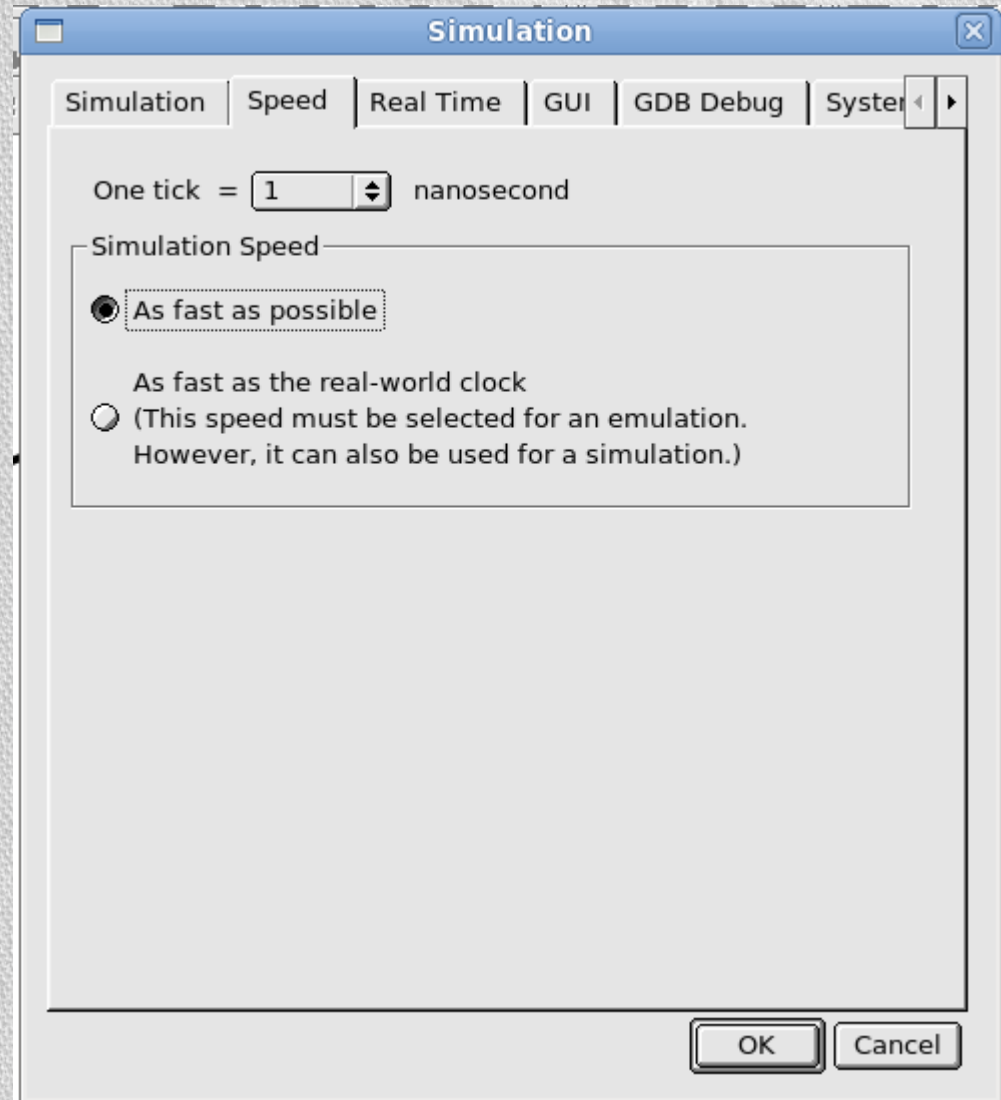 Simulation
Simulation Speed Real Time GUI GDB Debug
One tick = 1 nanosecond
Simulation Speed
As fast as possible
As fast as the real-world clock
(This speed must be selected for an emulation.
However, it can also be used for a simulation.)
OK Cancel